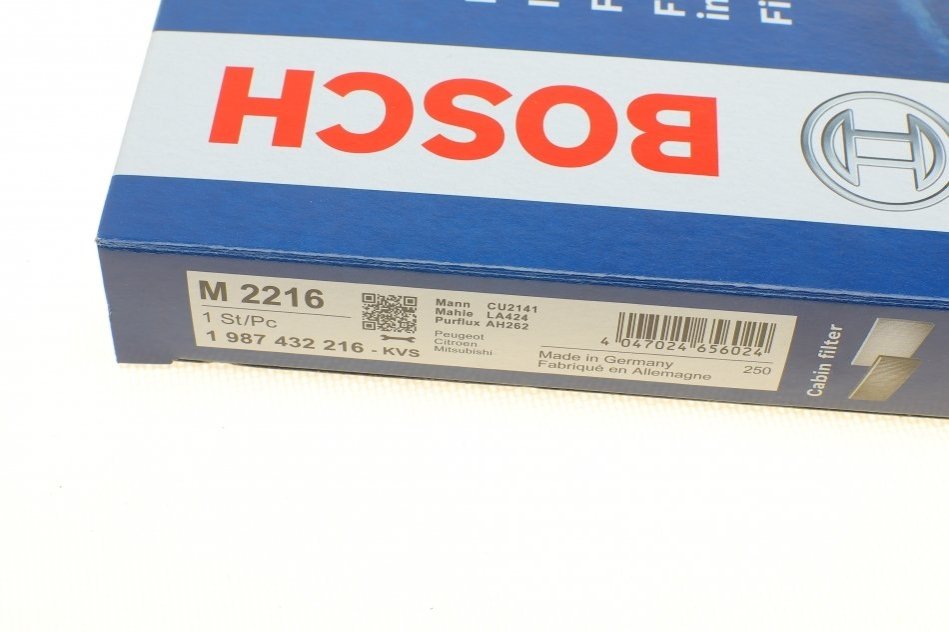 BOSCH
M 2216
1 St/Pc
1 987 432 216 - KVS
Mann CU2141
Mahle LA424
Purflux AH262
Peugeot
Citroen
Mitsubishi
4 047024 656024
Made in Germany
Fabriqué en Allemagne
250
Cabin filter